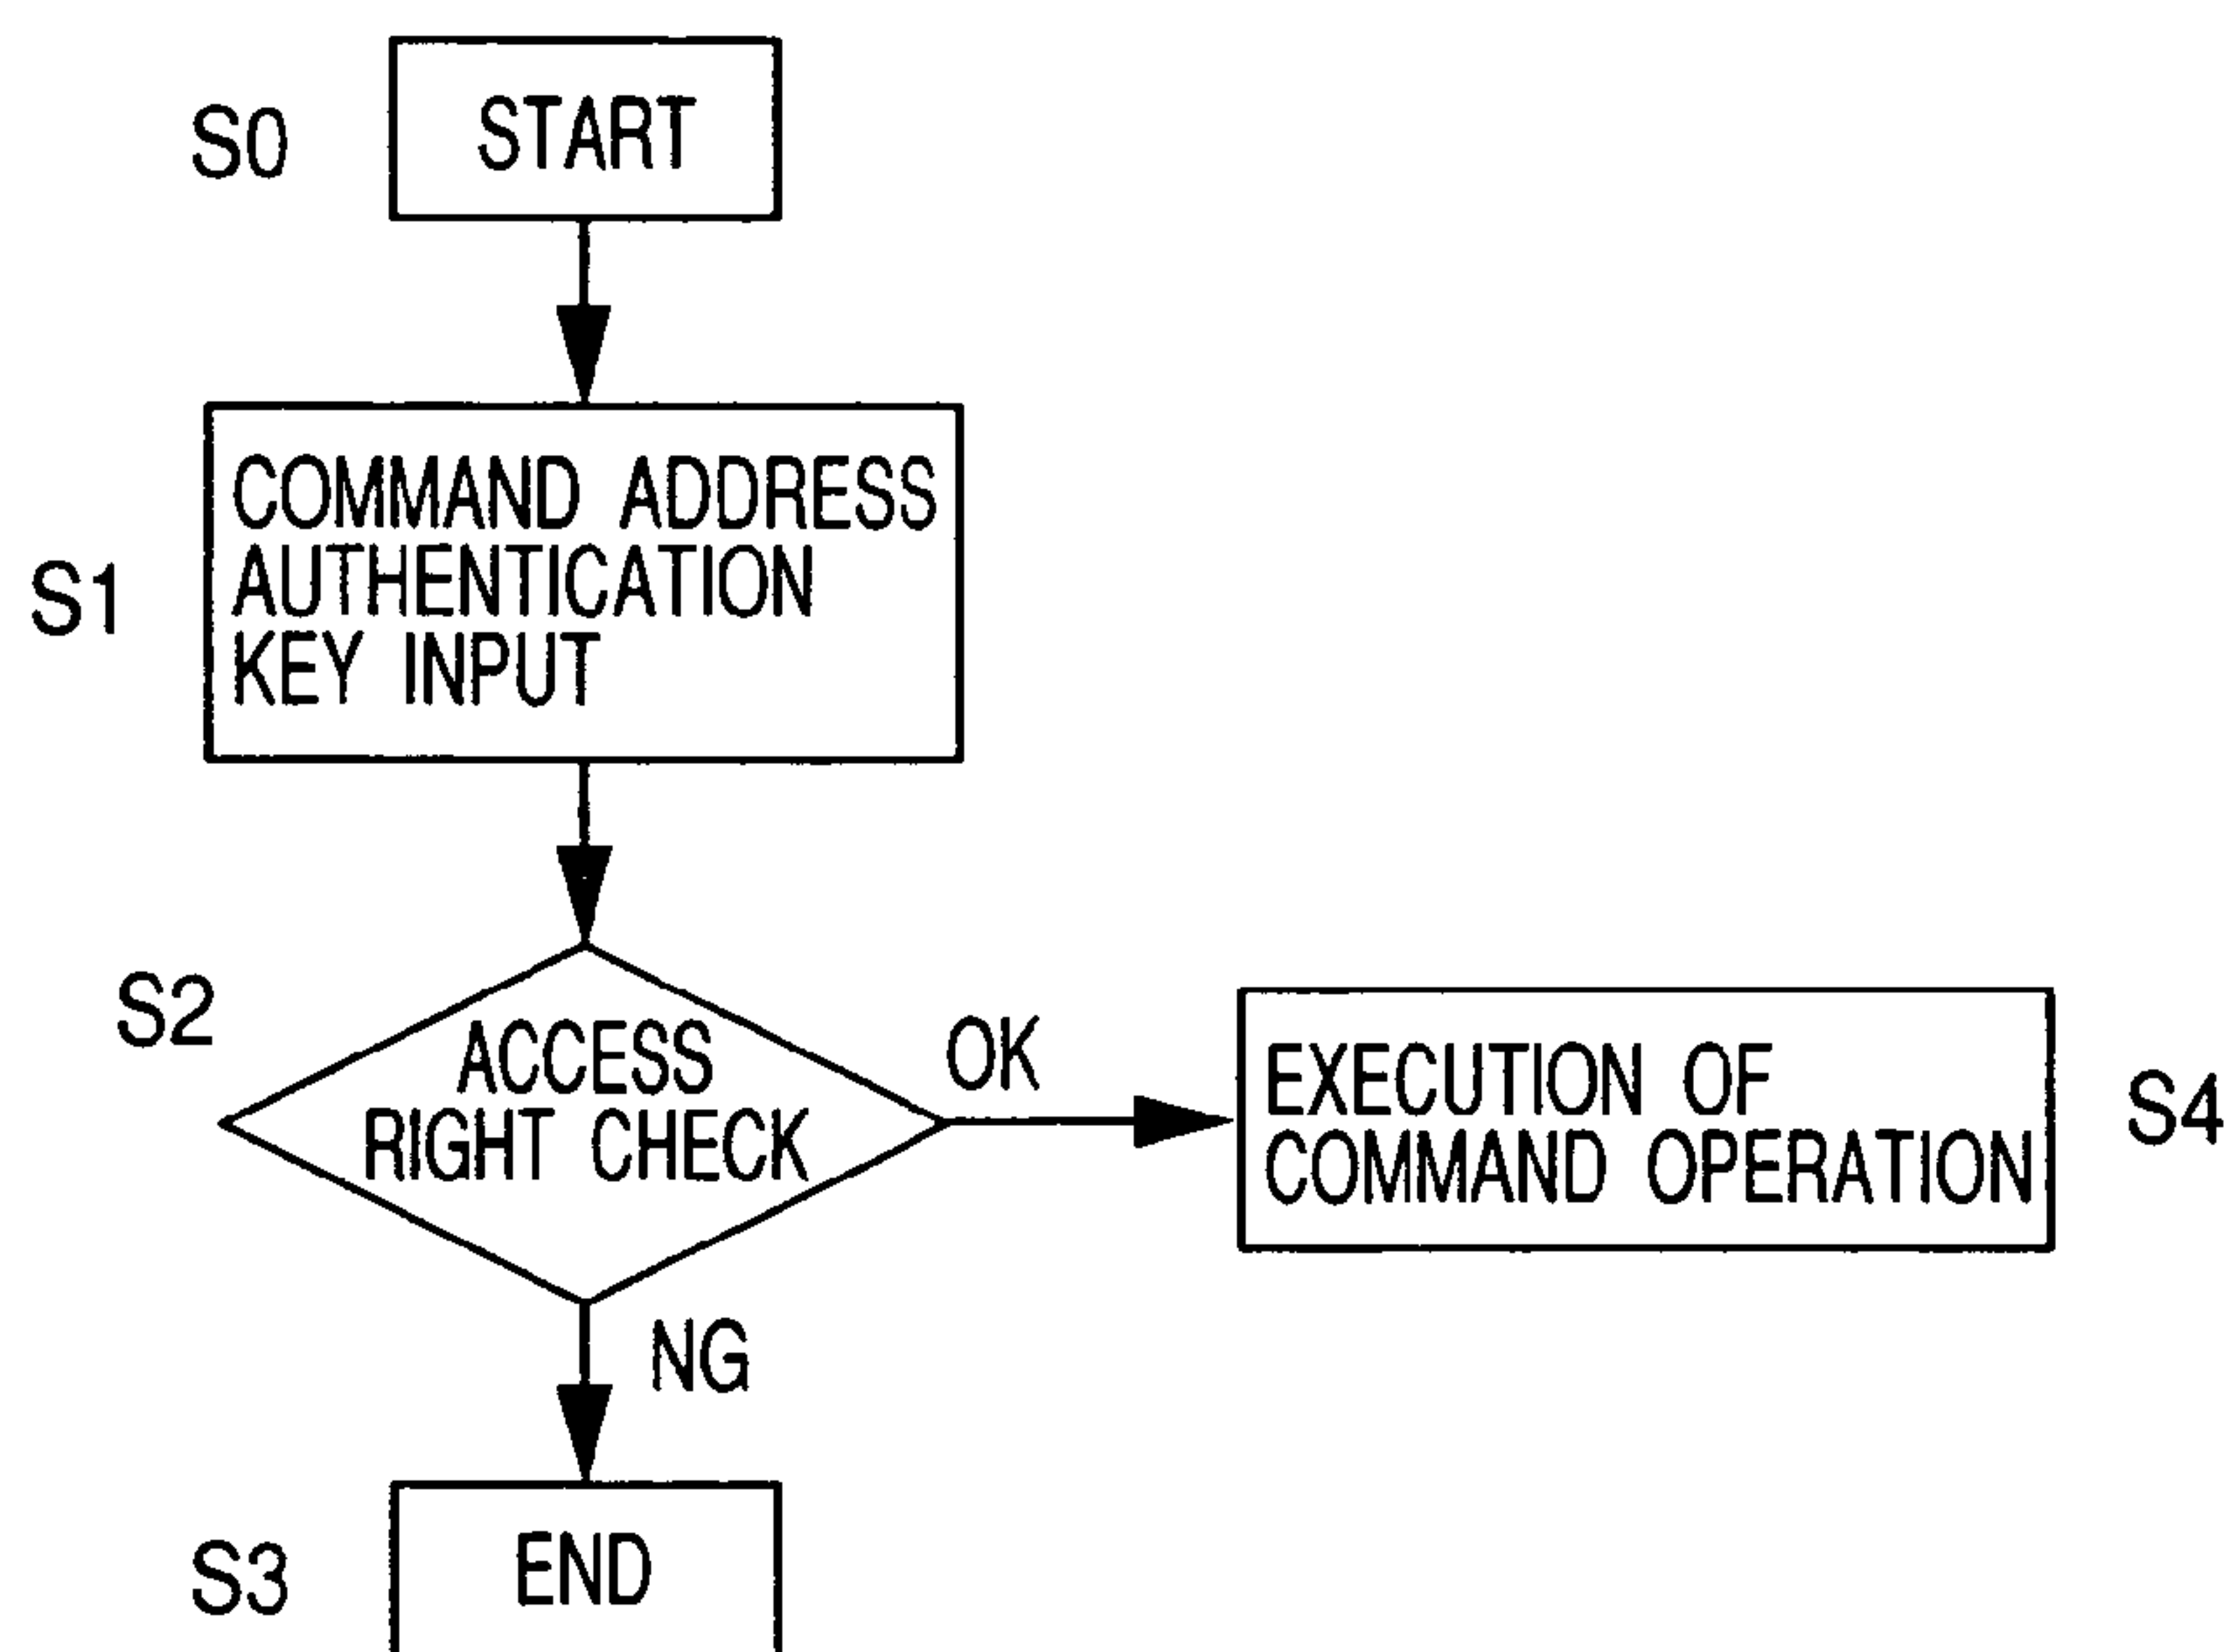 S0
START
S1
COMMAND ADDRESS
AUTHENTICATION
KEY INPUT
S2
ACCESS
RIGHT CHECK
OK
EXECUTION OF
COMMAND OPERATION
S4
NG
S3
END